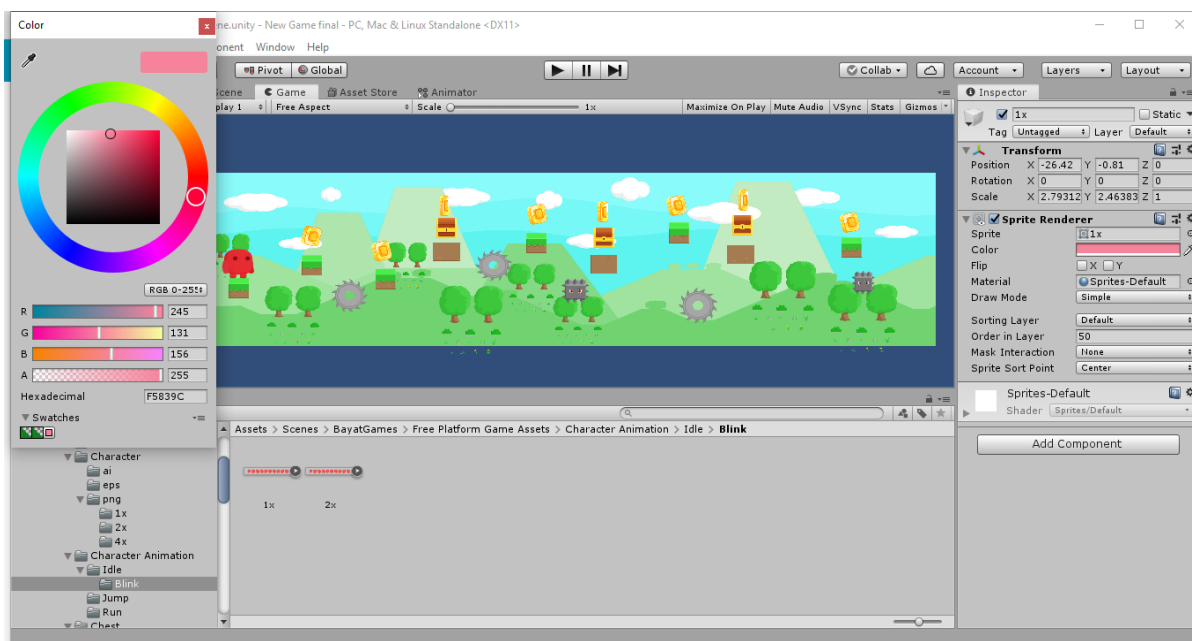 Color
x
ne.unity - New Game final - PC, Mac & Linux Standalone <DX11>
onent Window Help
Pivot Global
Collab
Account
Layers
Layout
Scene Game Asset Store Animator
play 1 Free Aspect Scale 1x Maximize On Play Mute Audio VSync Stats Gizmos
RGB 0-255
R 245
G 131
B 156
A 255
Hexadecimal F5839C
Swatches
Inspector
1x Static
Tag Untagged Layer Default
Transform
Position X -26.42 Y -0.81 Z 0
Rotation X 0 Y 0 Z 0
Scale X 2.79312 Y 2.46383 Z 1
Sprite Renderer
Sprite 1x
Color
Flip X Y
Material Sprites-Default
Draw Mode Simple
Sorting Layer Default
Order in Layer 50
Mask Interaction None
Sprite Sort Point Center
Sprites-Default
Shader Sprites/Default
Add Component
Assets > Scenes > BayatGames > Free Platform Game Assets > Character Animation > Idle > Blink
Character
ai
eps
png
1x
2x
4x
Character Animation
Idle
Blink
Jump
Run
Chest
1x 2x